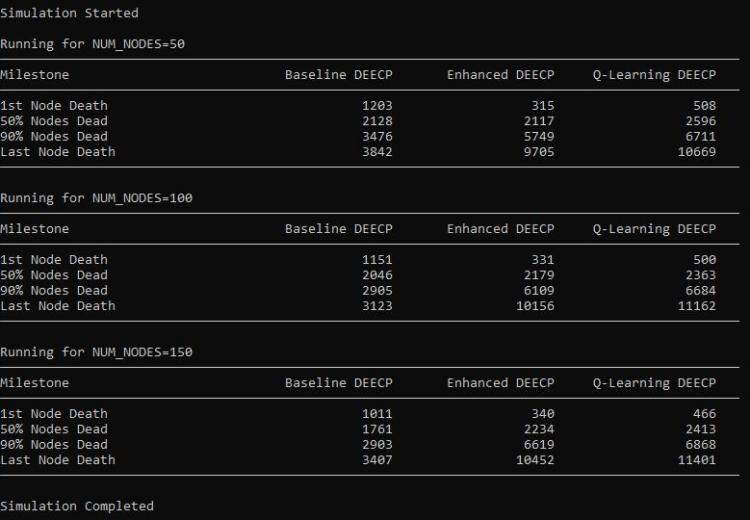 Simulation Started
Running for NUM_NODES=50
Milestone Baseline DEECP Enhanced DEECP Q-Learning DEECP
1st Node Death 1203 315 508
50% Nodes Dead 2128 2117 2596
90% Nodes Dead 3476 5749 6711
Last Node Death 3842 9705 10669
Running for NUM_NODES=100
Milestone Baseline DEECP Enhanced DEECP Q-Learning DEECP
1st Node Death 1151 331 500
50% Nodes Dead 2046 2179 2363
90% Nodes Dead 2905 6109 6684
Last Node Death 3123 10156 11162
Running for NUM_NODES=150
Milestone Baseline DEECP Enhanced DEECP Q-Learning DEECP
1st Node Death 1011 340 466
50% Nodes Dead 1761 2234 2413
90% Nodes Dead 2903 6619 6868
Last Node Death 3407 10452 11401
Simulation Completed